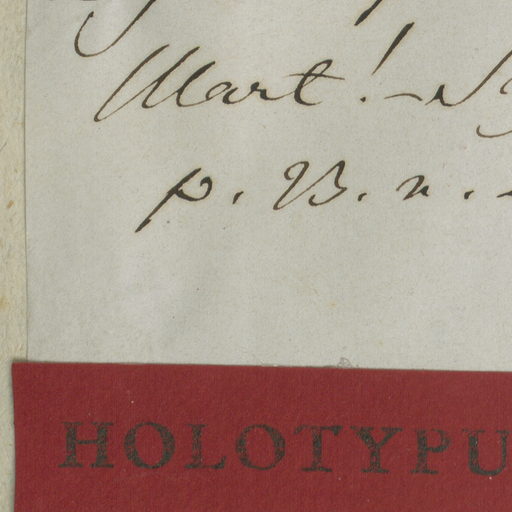 Mart! -
p. B. n. -
HOLOTYPU